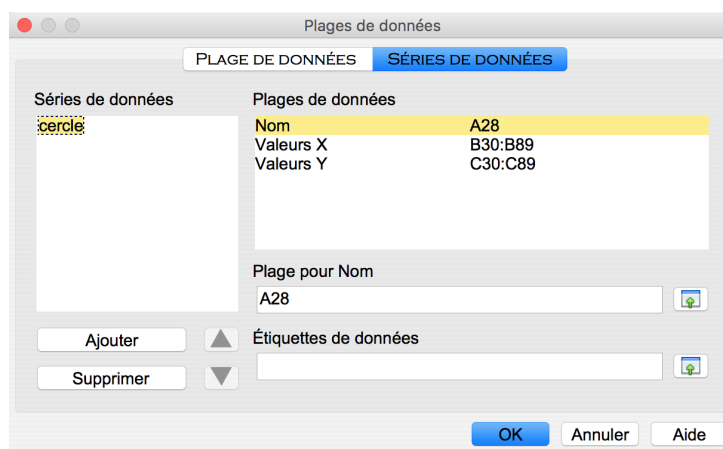 Plages de données
PLAGE DE DONNÉES SÉRIES DE DONNÉES
Séries de données Plages de données
cercle
Nom A28
Valeurs X B30:B89
Valeurs Y C30:C89
Plage pour Nom
A28
Ajouter Étiquettes de données
Supprimer
OK Annuler Aide